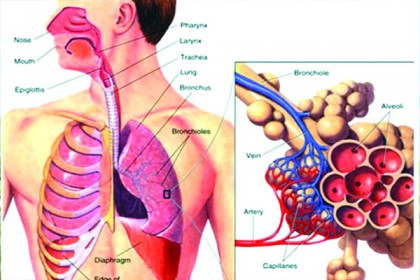 Nose
Mouth
Epiglottis
Pharynx
Larynx
Trachea
Lung
Bronchus
Bronchioles
Diaphragm
Edge of
Bronchiole
Alveoli
Vein
Artery
Capillaries